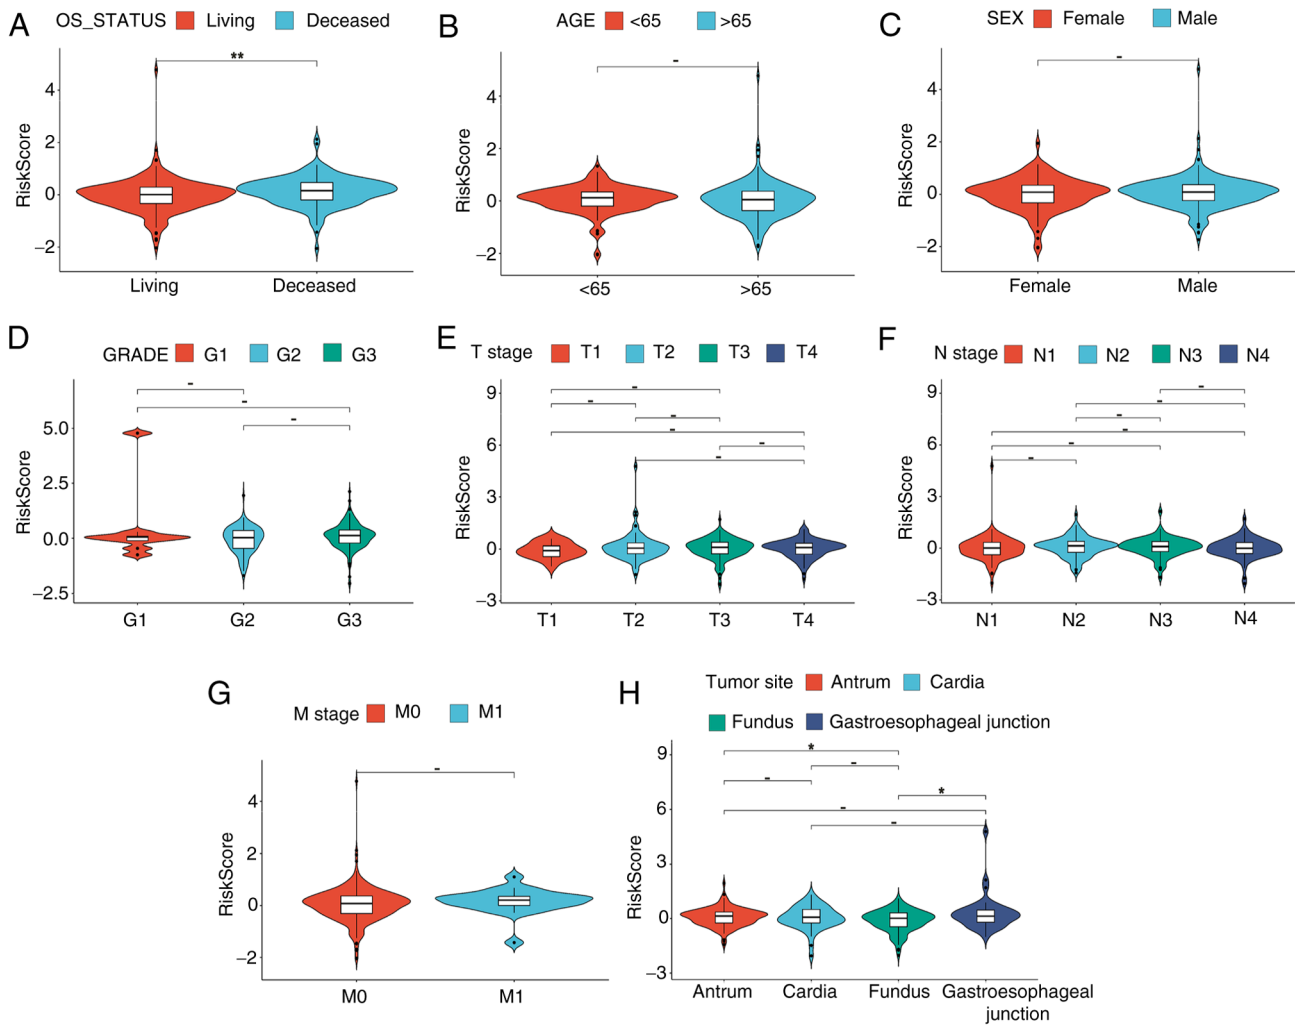 A
OS_STATUS Living Deceased
RiskScore
4
2
0
−2
**
Living Deceased
B
AGE <65 >65
RiskScore
4
2
0
−2
-
<65 >65
C
SEX Female Male
RiskScore
4
2
0
−2
-
Female Male
D
GRADE G1 G2 G3
RiskScore
5.0
2.5
0.0
−2.5
-
-
-
G1 G2 G3
E
T stage T1 T2 T3 T4
RiskScore
9
6
3
0
−3
-
-
-
-
-
-
T1 T2 T3 T4
F
N stage N1 N2 N3 N4
RiskScore
9
6
3
0
−3
-
-
-
-
-
-
N1 N2 N3 N4
G
M stage M0 M1
RiskScore
4
2
0
−2
-
M0 M1
H
Tumor site Antrum Cardia
Fundus Gastroesophageal junction
RiskScore
9
6
3
0
−3
*
-
-
*
-
-
Antrum Cardia Fundus Gastroesophageal
junction